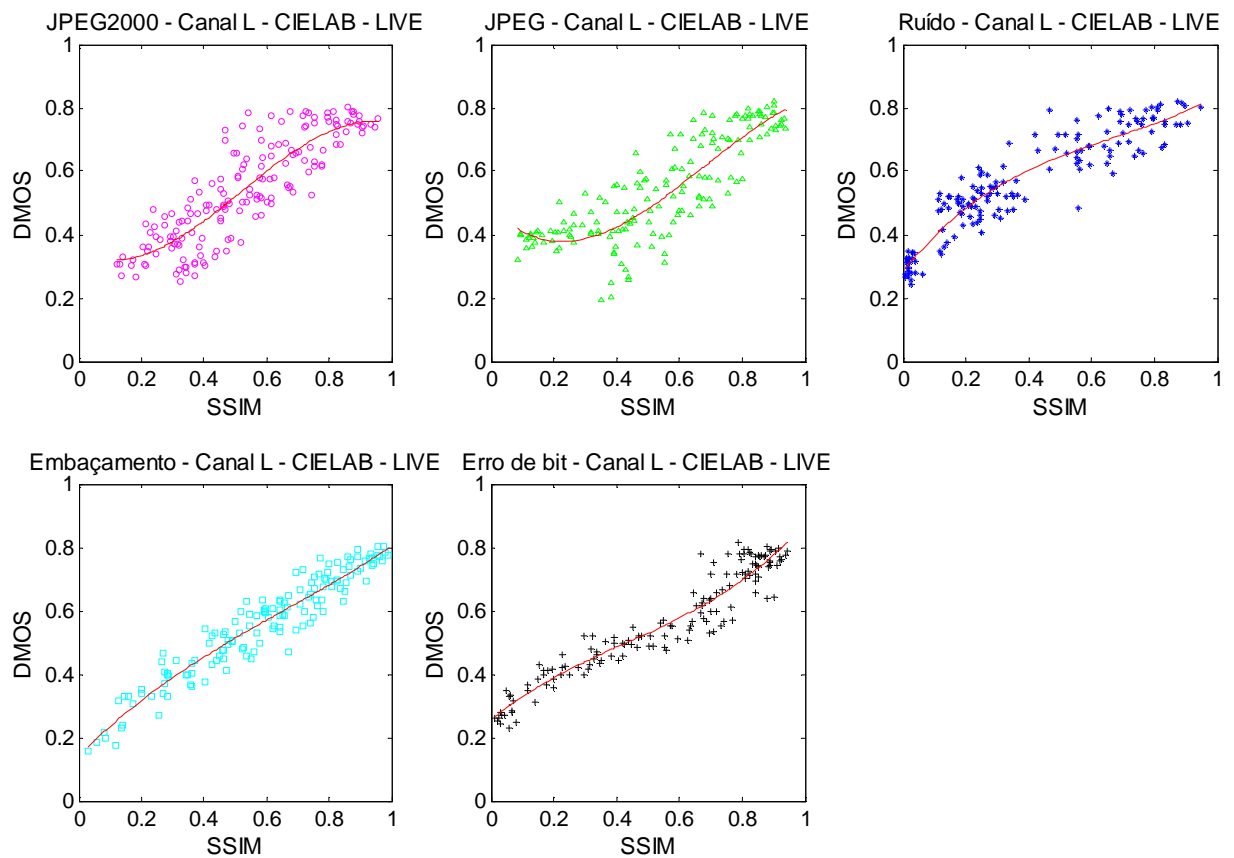 JPEG2000 - Canal L - CIELAB - LIVE
1
0.8
0.6
0.4
0.2
0
DMOS
0 0.2 0.4 0.6 0.8 1
SSIM
JPEG - Canal L - CIELAB - LIVE
1
0.8
0.6
0.4
0.2
0
DMOS
0 0.2 0.4 0.6 0.8 1
SSIM
Ruído - Canal L - CIELAB - LIVE
1
0.8
0.6
0.4
0.2
0
DMOS
0 0.2 0.4 0.6 0.8 1
SSIM
Embaçamento - Canal L - CIELAB - LIVE
1
0.8
0.6
0.4
0.2
0
DMOS
0 0.2 0.4 0.6 0.8 1
SSIM
Erro de bit - Canal L - CIELAB - LIVE
1
0.8
0.6
0.4
0.2
0
DMOS
0 0.2 0.4 0.6 0.8 1
SSIM